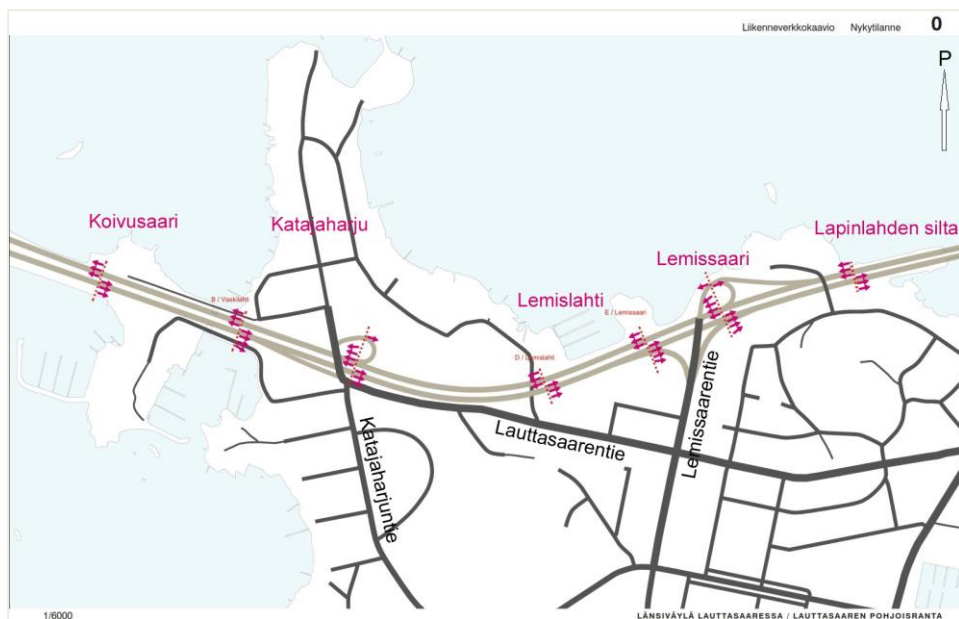 Liikenneverkkokaavio Nykytilanne 0
P
Koivusaari
Katajaharju
Lapinlahden silta
Lemissaari
B / Vaskilahti
Lemislahti
E / Lemissaari
D / Lemislahti
Lauttasaarentie
Lemissaarentie
Katajaharjuntie
1/6000
LÄNSIVÄYLÄ LAUTTASAARESSA / LAUTTASAAREN POHJOISRANTA